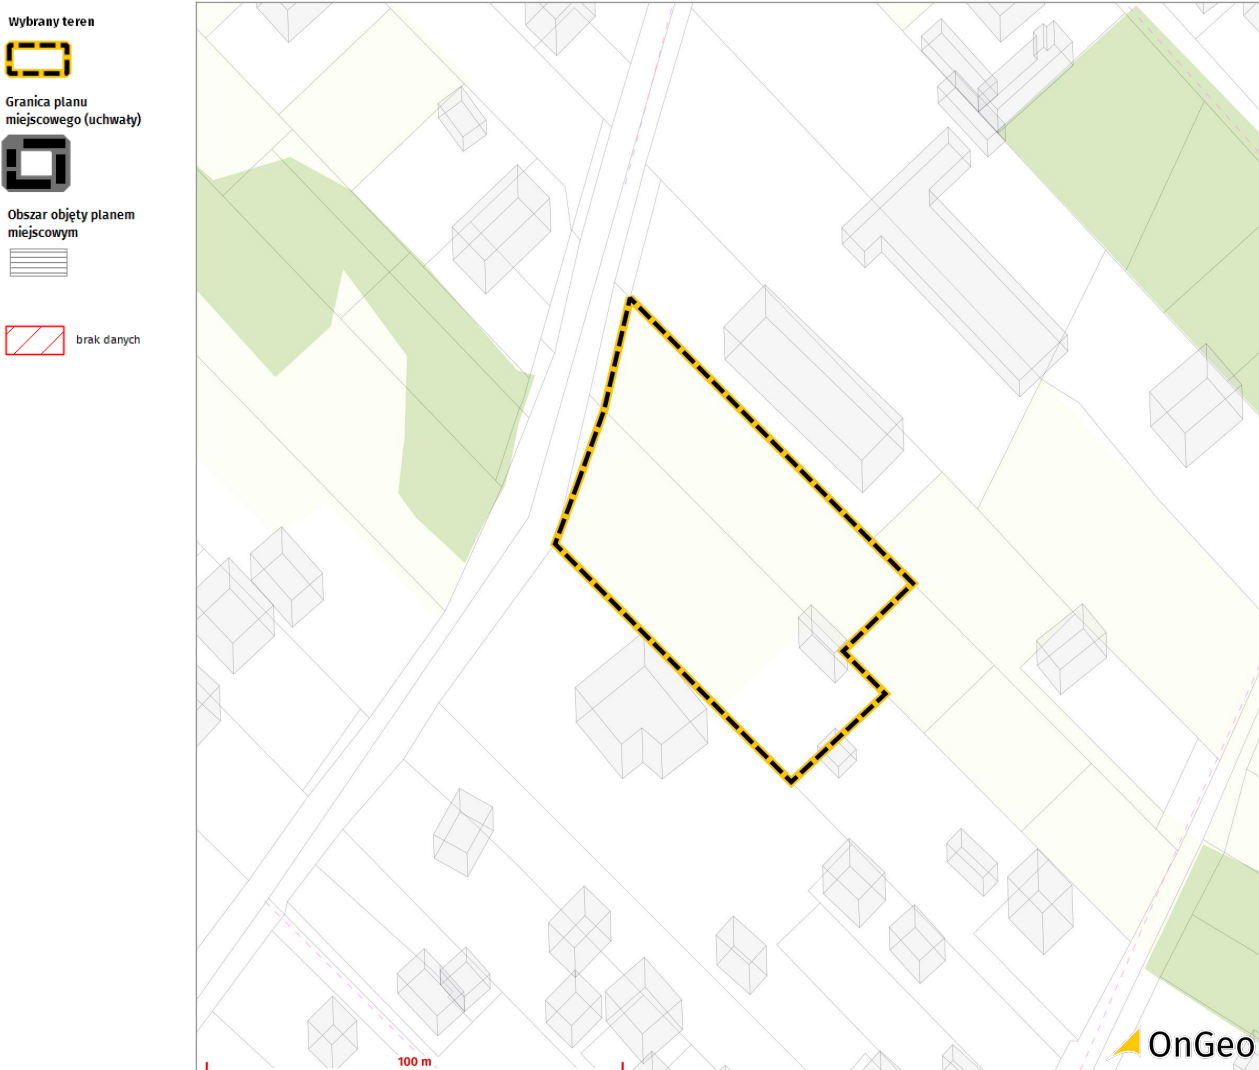 Wybrany teren
Granica planu
miejscowego (uchwały)
Obszar objęty planem
miejscowym
brak danych
100 m
OnGeo